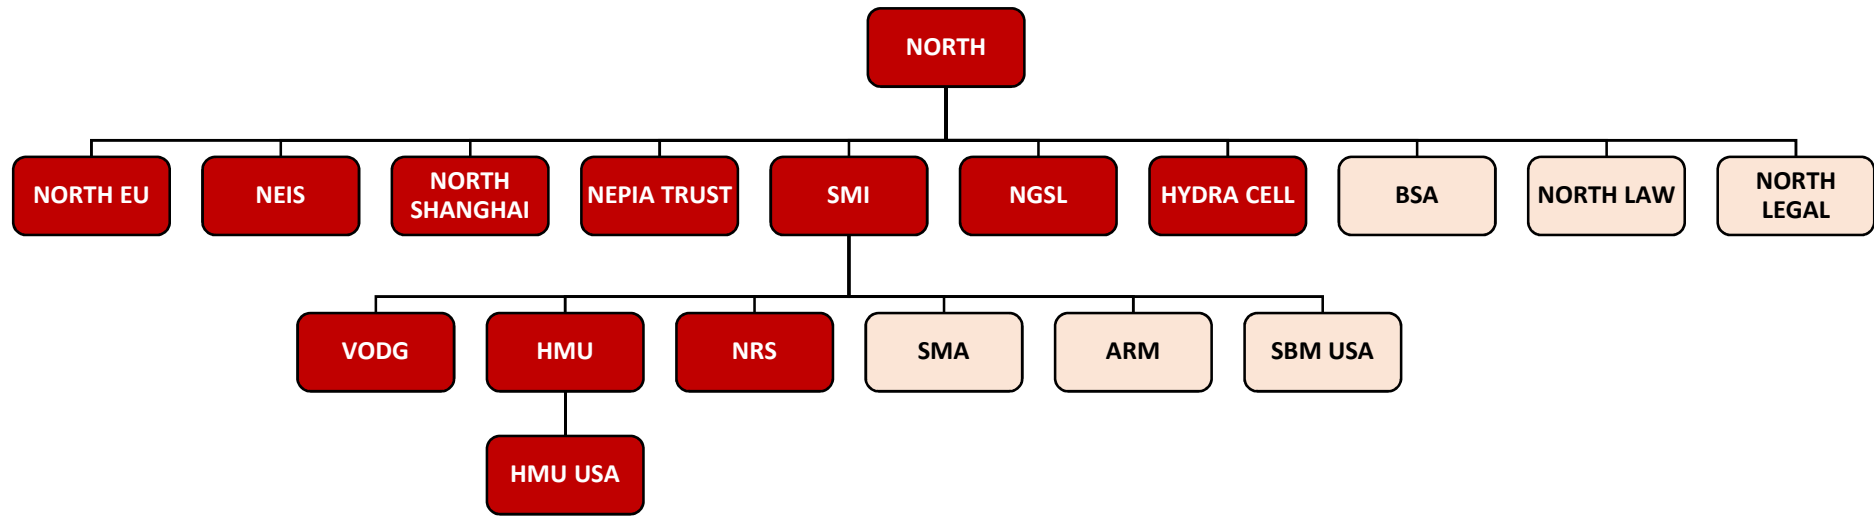 NORTH
NORTH EU
NEIS
NORTH
SHANGHAI
NEPIA TRUST
SMI
NGSL
HYDRA CELL
BSA
NORTH LAW
NORTH
LEGAL
VODG
HMU
NRS
SMA
ARM
SBM USA
HMU USA